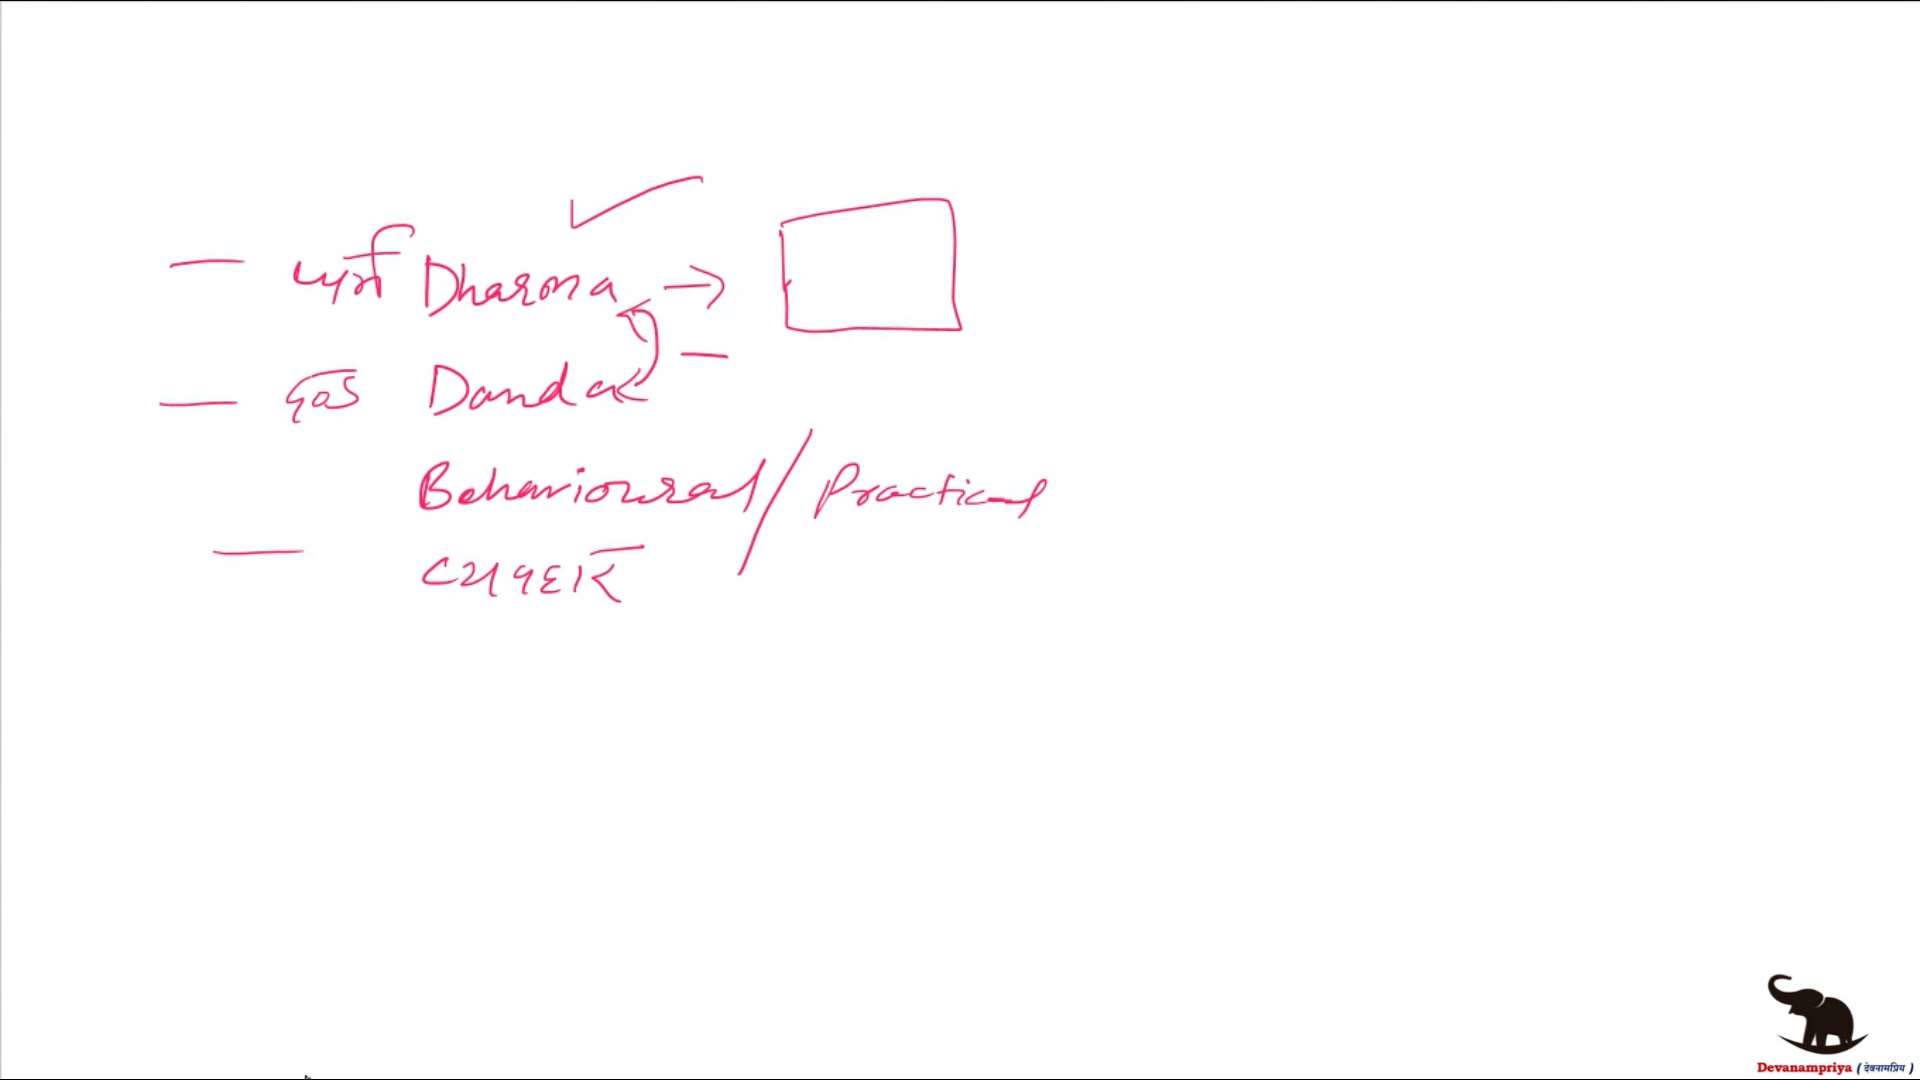 — धर्म Dharma →
— दण्ड Danda —
Behavioural / Practical
— व्यवहार
Devanampriya ( देवनामप्रिय )